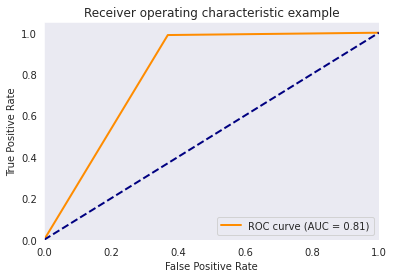 Receiver operating characteristic example
True Positive Rate
1.0
0.8
0.6
0.4
0.2
0.0
ROC curve (AUC = 0.81)
0.0 0.2 0.4 0.6 0.8 1.0
False Positive Rate